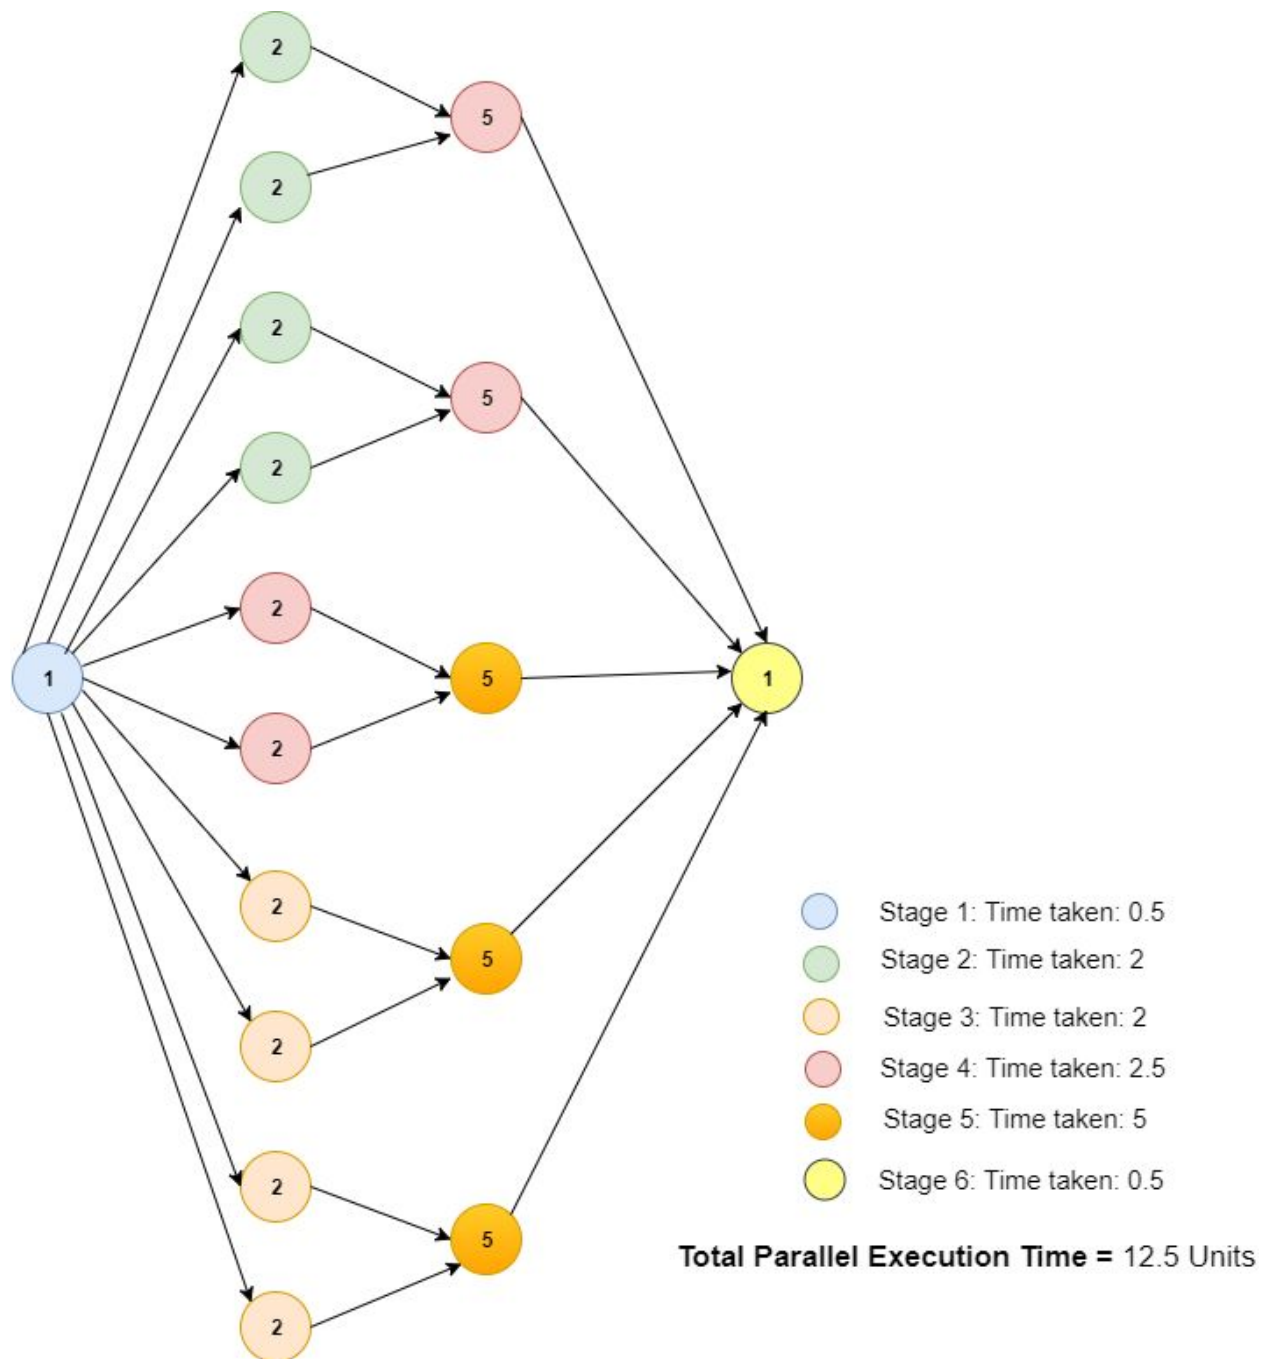 2
5
2
2
5
2
2
1
5
1
2
2
5
2
2
5
2
Stage 1: Time taken: 0.5
Stage 2: Time taken: 2
Stage 3: Time taken: 2
Stage 4: Time taken: 2.5
Stage 5: Time taken: 5
Stage 6: Time taken: 0.5
Total Parallel Execution Time = 12.5 Units